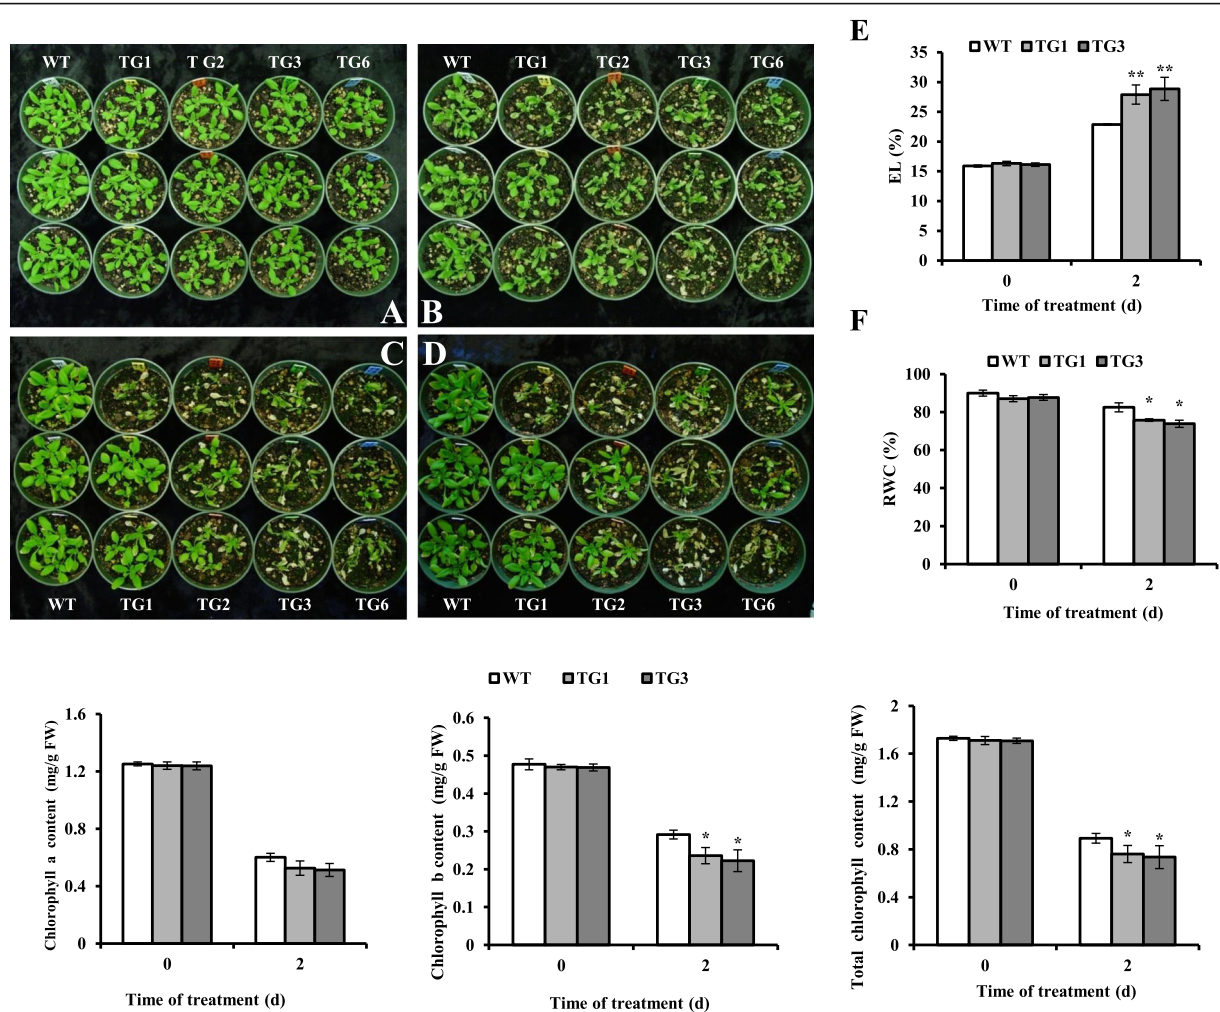 WT TG1 T G2 TG3 TG6
A
WT TG1 TG2 TG3 TG6
B
C
WT TG1 TG2 TG3 TG6
D
WT TG1 TG2 TG3 TG6
E
WT TG1 TG3
35
30
25
20
15
10
5
0
EL (%)
** **
0 2
Time of treatment (d)
F
WT TG1 TG3
100
80
60
40
20
0
RWC (%)
* *
0 2
Time of treatment (d)
WT TG1 TG3
1.6
1.2
0.8
0.4
0
Chlorophyll a content (mg/g FW)
0 2
Time of treatment (d)
0.6
0.5
0.4
0.3
0.2
0.1
0
Chlorophyll b content (mg/g FW)
* *
0 2
Time of treatment (d)
2
1.6
1.2
0.8
0.4
0
Total chlorophyll content (mg/g FW)
* *
0 2
Time of treatment (d)